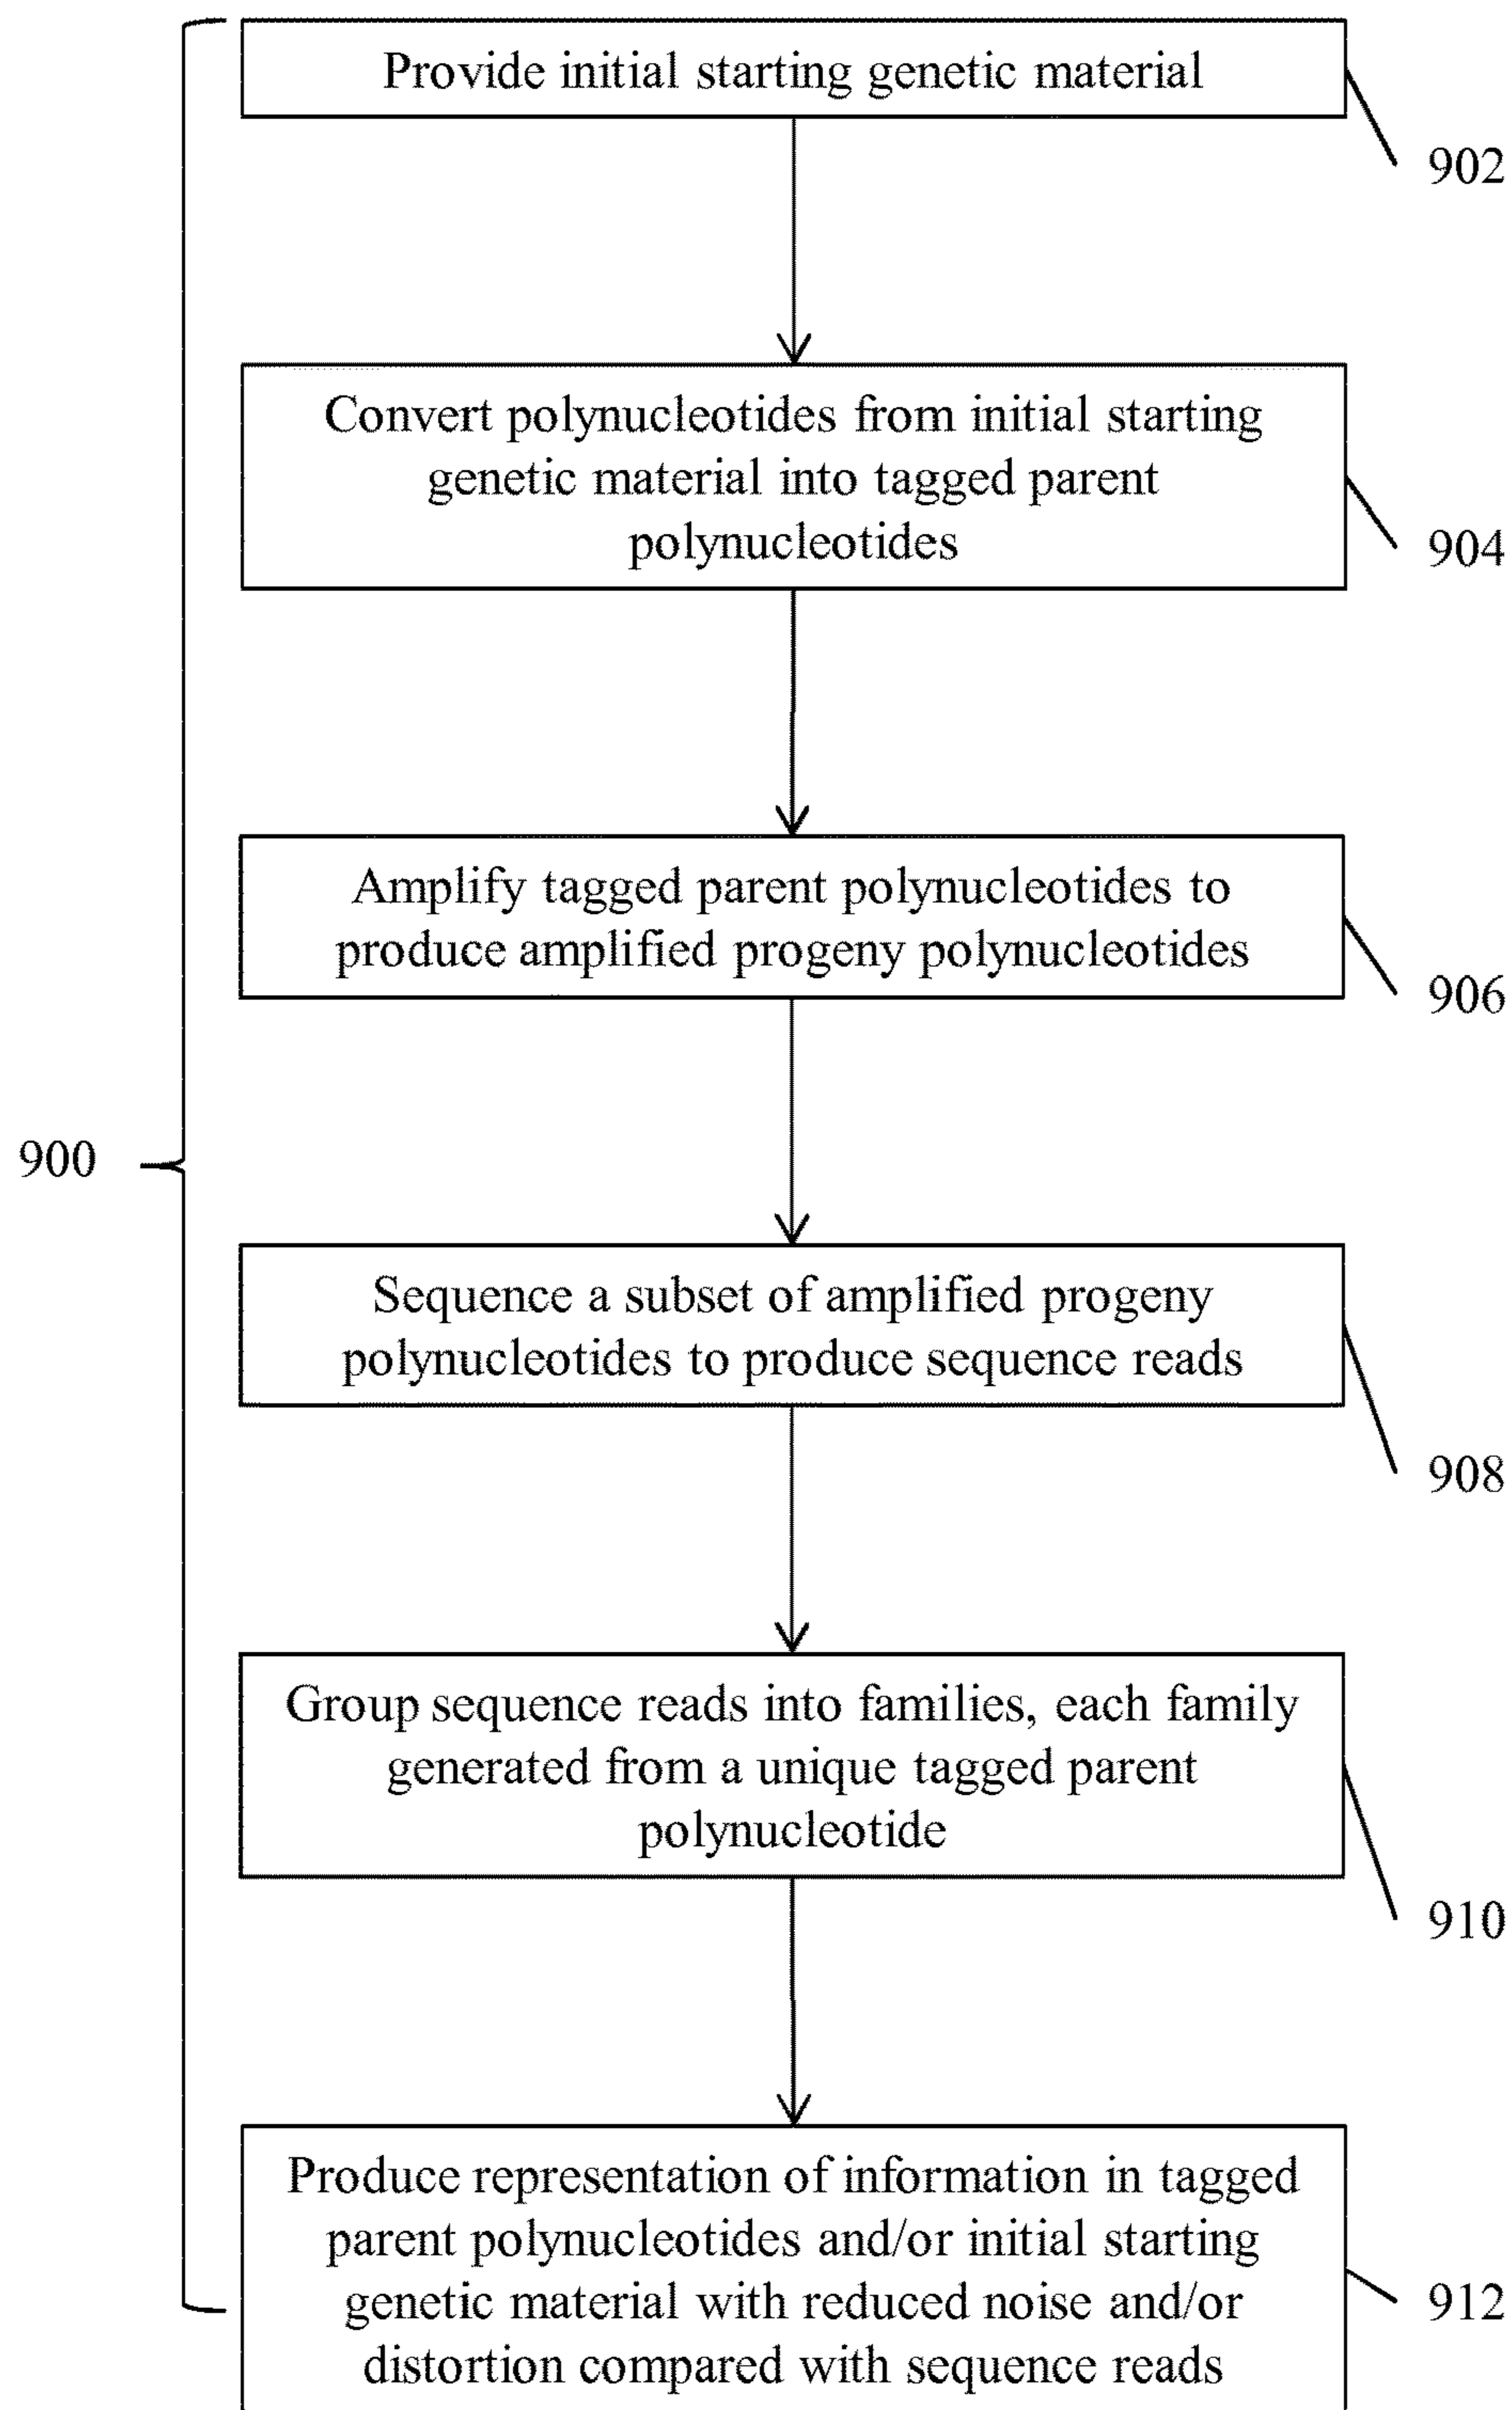 Provide initial starting genetic material
902
Convert polynucleotides from initial starting
genetic material into tagged parent
polynucleotides
904
Amplify tagged parent polynucleotides to
produce amplified progeny polynucleotides
906
900
Sequence a subset of amplified progeny
polynucleotides to produce sequence reads
908
Group sequence reads into families, each family
generated from a unique tagged parent
polynucleotide
910
Produce representation of information in tagged
parent polynucleotides and/or initial starting
genetic material with reduced noise and/or
distortion compared with sequence reads
912